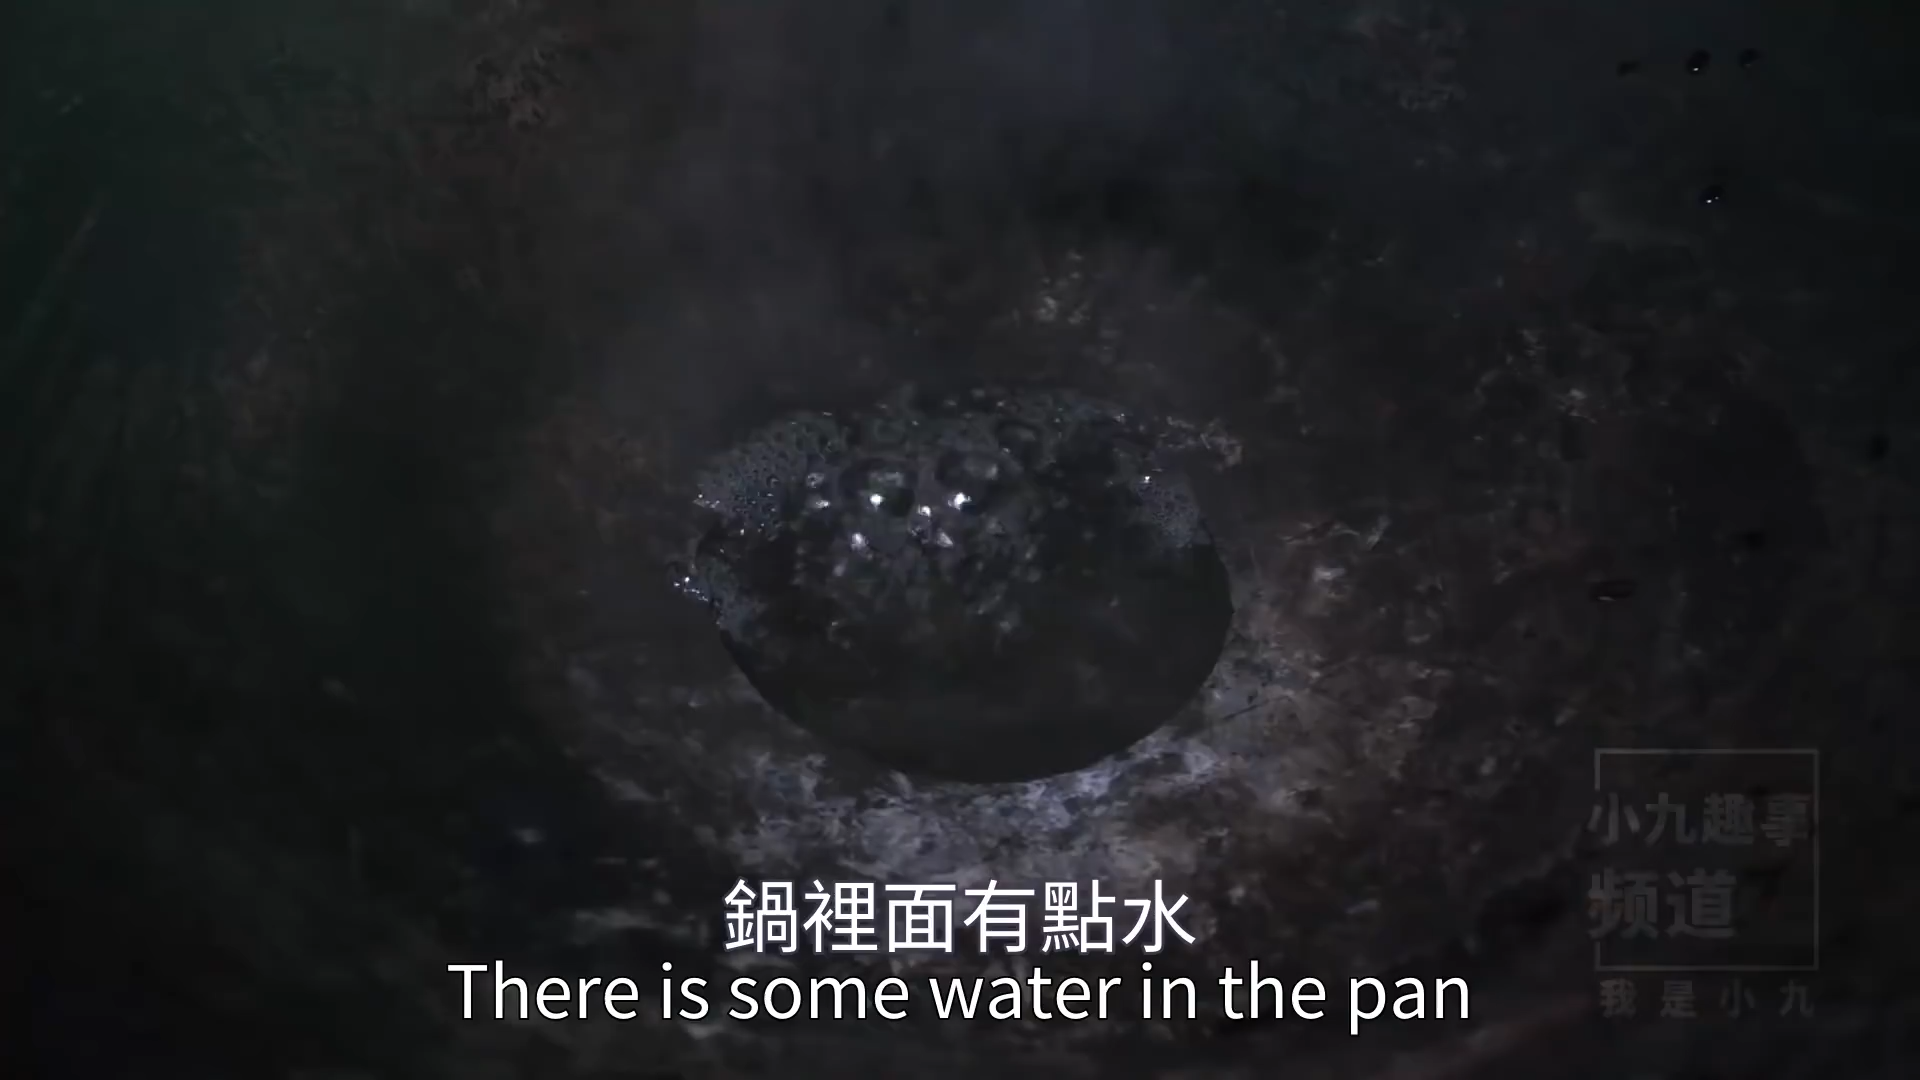 小九趣事
频道
我是小九
鍋裡面有點水
There is some water in the pan